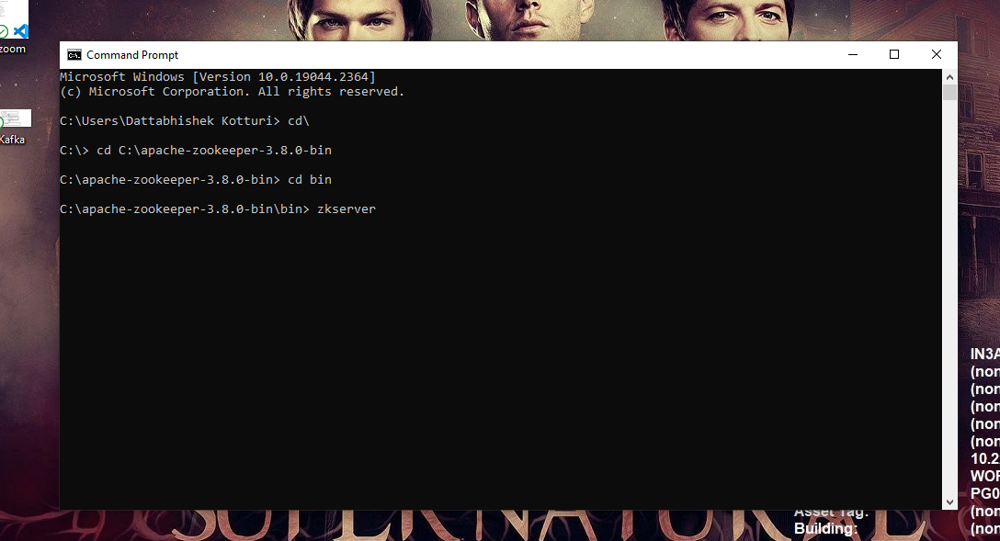 zoom
Kafka
Command Prompt
Microsoft Windows [Version 10.0.19044.2364]
(c) Microsoft Corporation. All rights reserved.
C:\Users\Dattabhishek Kotturi> cd\
C:\> cd C:\apache-zookeeper-3.8.0-bin
C:\apache-zookeeper-3.8.0-bin> cd bin
C:\apache-zookeeper-3.8.0-bin\bin> zkserver
IN3A
(non
(non
(non
(non
(non
10.2
WOR
PG0
(non
(non
Asset Tag:
Building:
SUPERNATURAL